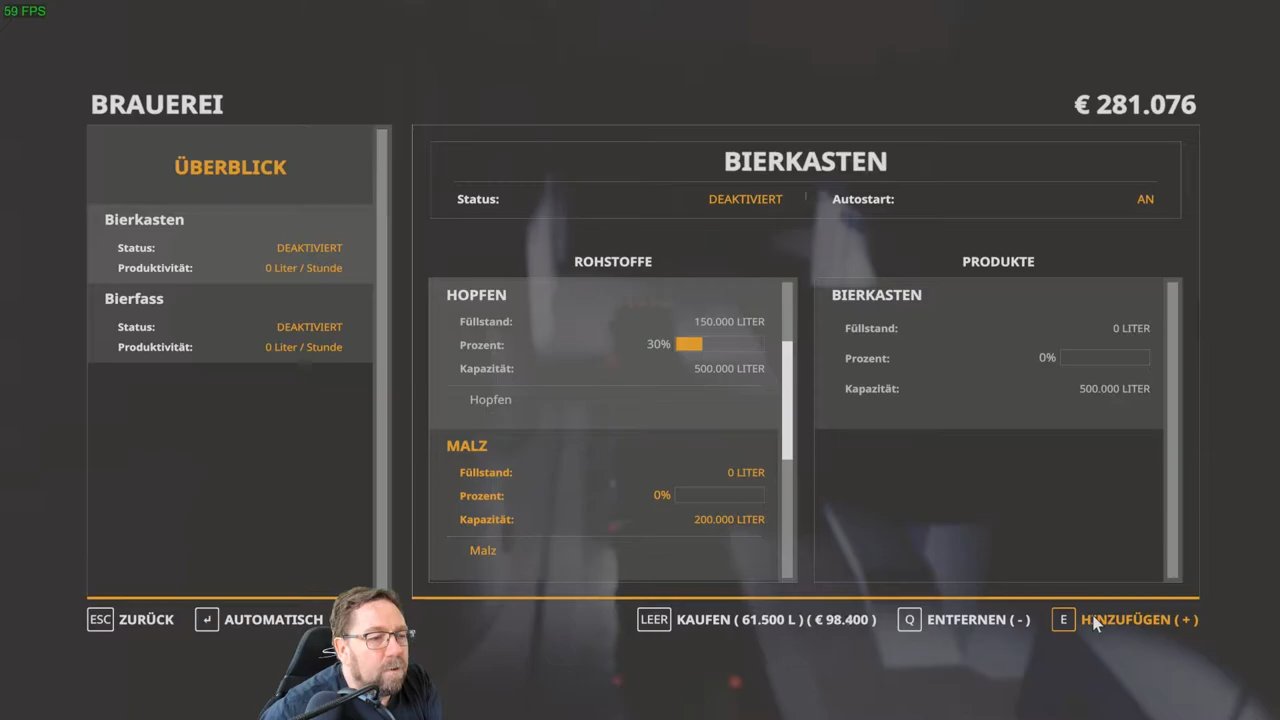 59 FPS
BRAUEREI
€ 281.076
ÜBERBLICK
Bierkasten
Status: DEAKTIVIERT
Produktivität: 0 Liter / Stunde
Bierfass
Status: DEAKTIVIERT
Produktivität: 0 Liter / Stunde
BIERKASTEN
Status: DEAKTIVIERT
Autostart: AN
ROHSTOFFE
HOPFEN
Füllstand: 150.000 LITER
Prozent: 30%
Kapazität: 500.000 LITER
Hopfen
MALZ
Füllstand: 0 LITER
Prozent: 0%
Kapazität: 200.000 LITER
Malz
PRODUKTE
BIERKASTEN
Füllstand: 0 LITER
Prozent: 0%
Kapazität: 500.000 LITER
ESC ZURÜCK
↵ AUTOMATISCH
LEER KAUFEN ( 61.500 L ) ( € 98.400 )
Q ENTFERNEN ( - )
E HINZUFÜGEN ( + )